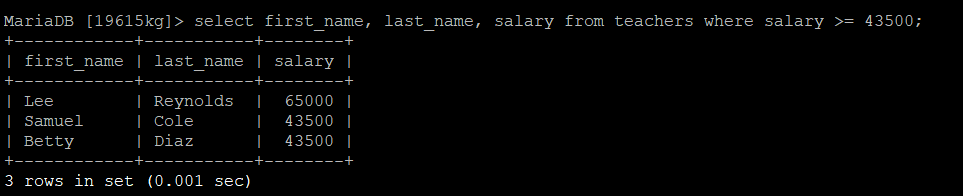 MariaDB [19615kg]> select first_name, last_name, salary from teachers where salary >= 43500;
+------------+-----------+--------+
| first_name | last_name | salary |
+------------+-----------+--------+
| Lee        | Reynolds  |  65000 |
| Samuel     | Cole      |  43500 |
| Betty      | Diaz      |  43500 |
+------------+-----------+--------+
3 rows in set (0.001 sec)